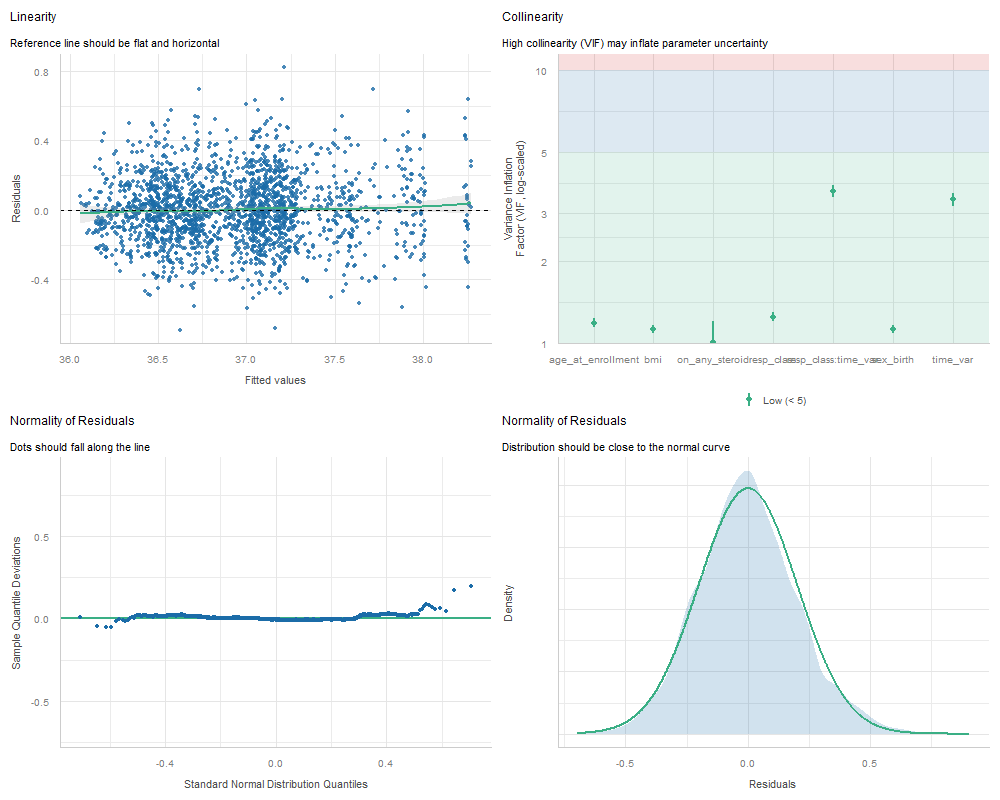 Linearity
Reference line should be flat and horizontal
0.8
0.4
0.0
-0.4
Residuals
36.0
36.5
37.0
37.5
38.0
Fitted values
Collinearity
High collinearity (VIF) may inflate parameter uncertainty
10
5
3
2
1
Variance Inflation
Factor (VIF, log-scaled)
age_at_enrollment
bmi
on_any_steroid
resp_class
resp_class:time_var
sex_birth
time_var
Low (< 5)
Normality of Residuals
Dots should fall along the line
0.5
0.0
-0.5
Sample Quantile Deviations
-0.4
0.0
0.4
Standard Normal Distribution Quantiles
Normality of Residuals
Distribution should be close to the normal curve
Density
-0.5
0.0
0.5
Residuals